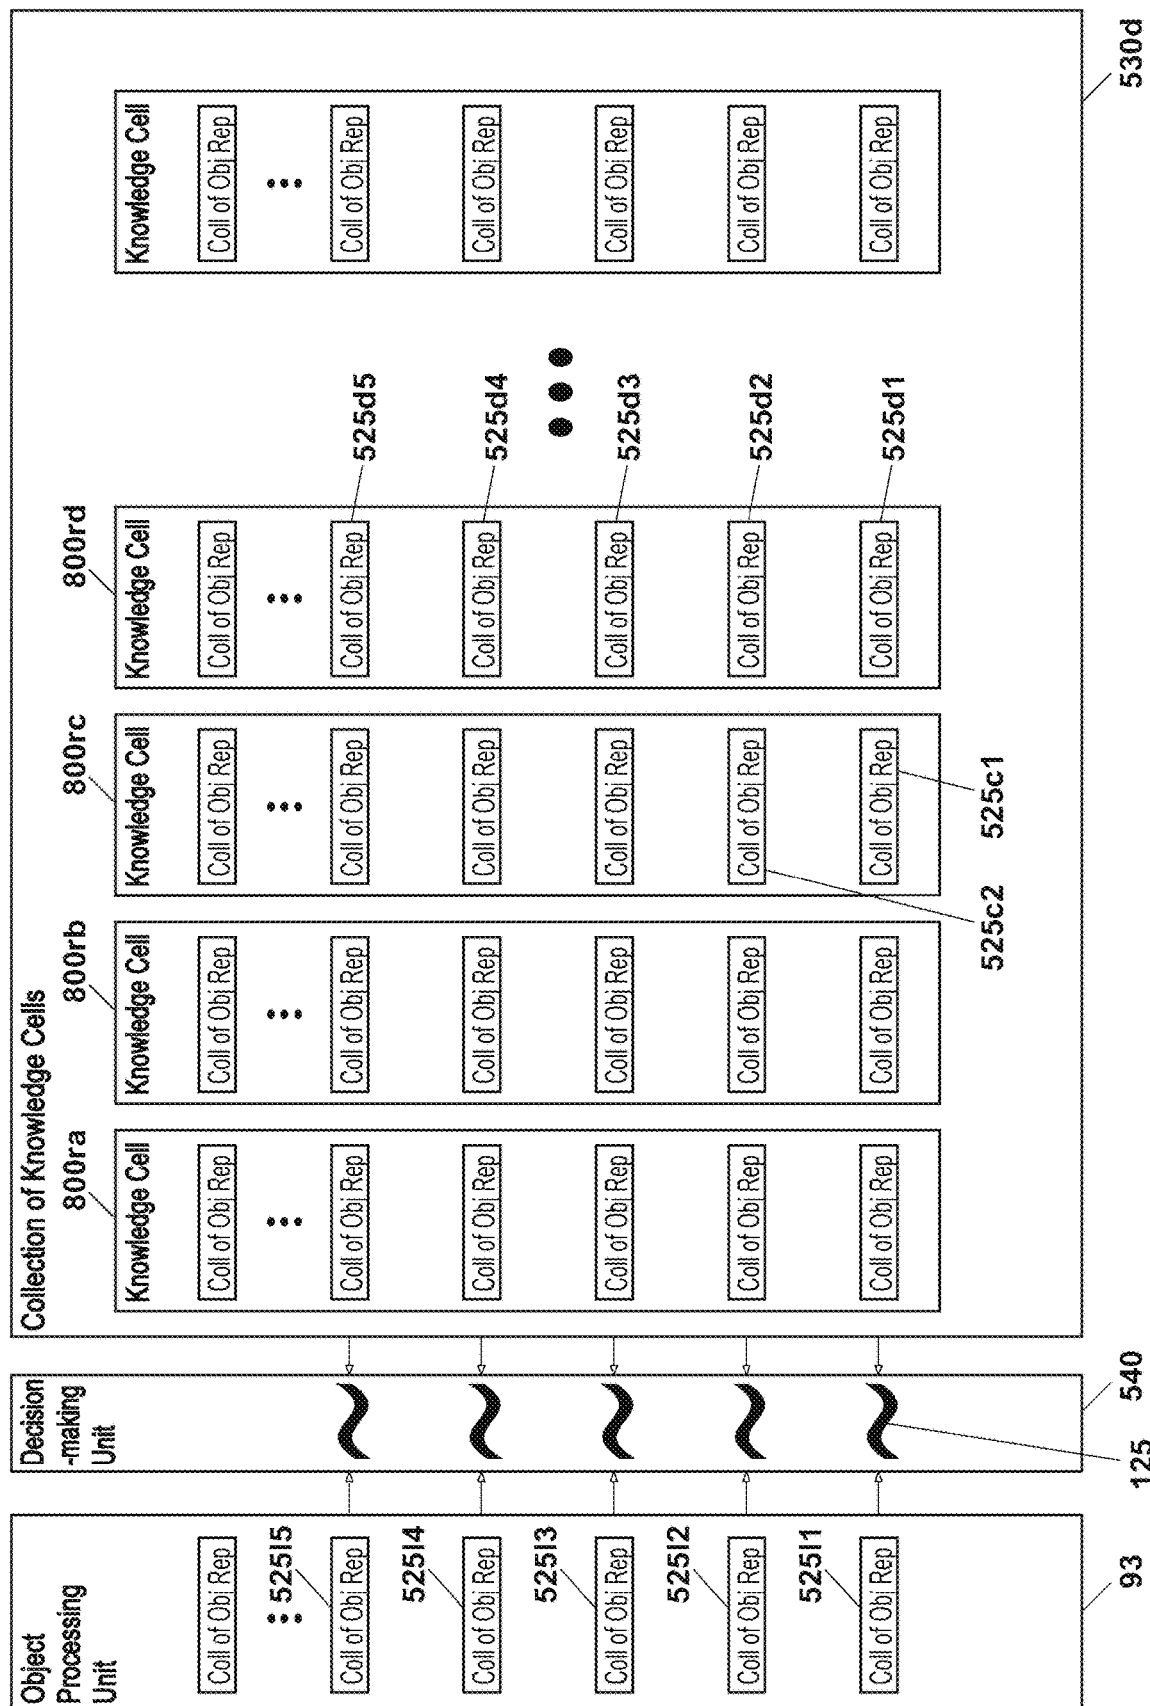 Object
Processing
Unit
Coll of Obj Rep
...
525l5
Coll of Obj Rep
525l4
Coll of Obj Rep
525l3
Coll of Obj Rep
525l2
Coll of Obj Rep
525l1
Coll of Obj Rep
93
Decision
-making
Unit
125
540
Collection of Knowledge Cells
800ra
Knowledge Cell
Coll of Obj Rep
...
Coll of Obj Rep
Coll of Obj Rep
Coll of Obj Rep
Coll of Obj Rep
Coll of Obj Rep
800rb
Knowledge Cell
Coll of Obj Rep
...
Coll of Obj Rep
Coll of Obj Rep
Coll of Obj Rep
Coll of Obj Rep
Coll of Obj Rep
800rc
Knowledge Cell
Coll of Obj Rep
...
Coll of Obj Rep
Coll of Obj Rep
Coll of Obj Rep
Coll of Obj Rep
Coll of Obj Rep
525c2
525c1
800rd
Knowledge Cell
Coll of Obj Rep
...
Coll of Obj Rep
525d5
Coll of Obj Rep
525d4
Coll of Obj Rep
525d3
Coll of Obj Rep
525d2
Coll of Obj Rep
525d1
...
Knowledge Cell
Coll of Obj Rep
...
Coll of Obj Rep
Coll of Obj Rep
Coll of Obj Rep
Coll of Obj Rep
Coll of Obj Rep
530d